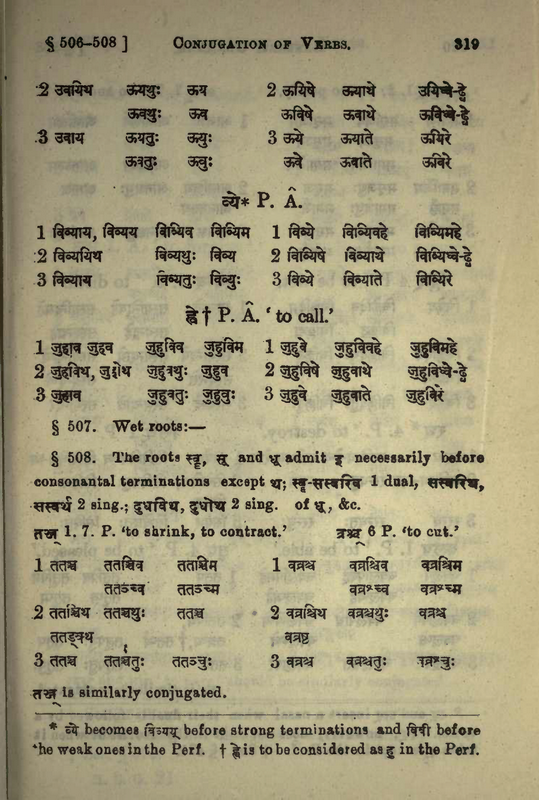 § 506-508 ] CONJUGATION OF VERBS. 319
2 उवयिथ ऊयथुः ऊय 2 ऊयिषे ऊयाथे उयिध्वे-ढ्वे
ऊवथुः ऊव ऊविषे ऊवाथे ऊविध्वे-ढ्वे
3 उवाय ऊयतुः ऊयुः 3 ऊये ऊयाते ऊयिरे
ऊवतुः ऊवुः ऊवे ऊवाते ऊविरे
व्ये* P. Â.
1 विव्याय, विव्यय विव्यिव विव्यिम 1 विव्ये विव्यिवहे विव्यिमहे
2 विव्ययिथ विव्यथुः विव्य 2 विव्यिषे विव्याथे विव्यिध्वे-ढ्वे
3 विव्याय विव्यतुः विव्युः 3 विव्ये विव्याते विव्यिरे
ह्वे † P. Â. ‘to call.’
1 जुहाव जुहव जुहुविव जुहुविम 1 जुहुवे जुहुविवहे जुहुविमहे
2 जुहविथ, जुहोथ जुहुवथुः जुहुव 2 जुहुविषे जुहुवाथे जुहुविध्वे-ढ्वे
3 जुहाव जुहुवतुः जुहुवुः 3 जुहुवे जुहुवाते जुहुविरे
§ 507. Wet roots:—
§ 508. The roots स्वृ, सू and धू admit इ necessarily before
consonantal terminations except थ; स्वृ-सस्वरिव 1 dual, सस्वरिथ,
सस्वर्थ 2 sing.; दुधविथ, दुधोथ 2 sing. of धू, &c.
तञ्च् 1. 7. P. ‘to shrink, to contract.’ व्रश्च् 6 P. ‘to cut.’
1 ततञ्च ततञ्चिव ततञ्चिम 1 वव्रश्च वव्रश्चिव वव्रश्चिम
ततञ्च्व ततञ्च्म वव्रश्च्व वव्रश्च्म
2 ततञ्चिथ ततञ्चथुः ततञ्च 2 वव्रश्चिथ वव्रश्चथुः वव्रश्च
ततङ्क्थ वव्रष्ठ
3 ततञ्च ततञ्चतुः ततञ्चुः 3 वव्रश्च वव्रश्चतुः वव्रश्चुः
is similarly conjugated.
* व्ये becomes विव्यय् before strong terminations and विवी before
the weak ones in the Perf. † ह्वे is to be considered as हु in the Perf.